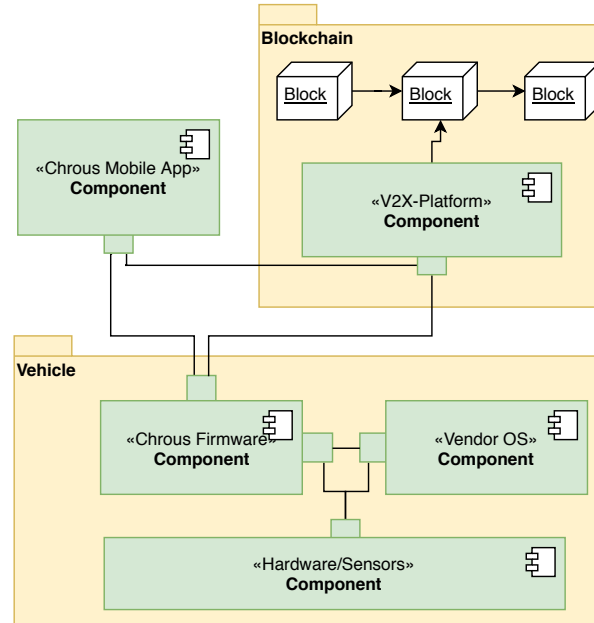 Blockchain
Block
Block
Block
«Chrous Mobile App»
Component
«V2X-Platform»
Component
Vehicle
«Chrous Firmware»
Component
«Vendor OS»
Component
«Hardware/Sensors»
Component